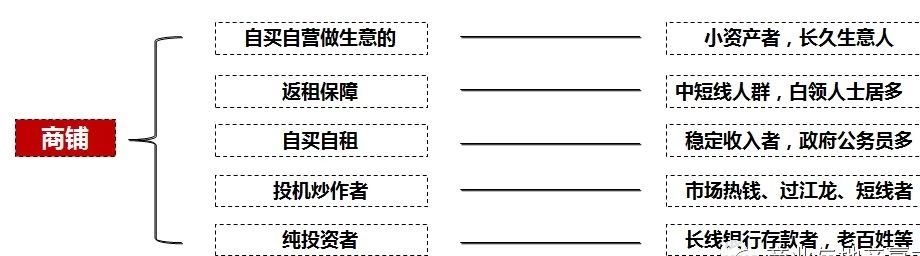 自买自营做生意的
小资产者，长久生意人
返租保障
中短线人群，白领人士居多
商铺
自买自租
稳定收入者，政府公务员多
投机炒作者
市场热钱、过江龙、短线者
纯投资者
长线银行存款者，老百姓等